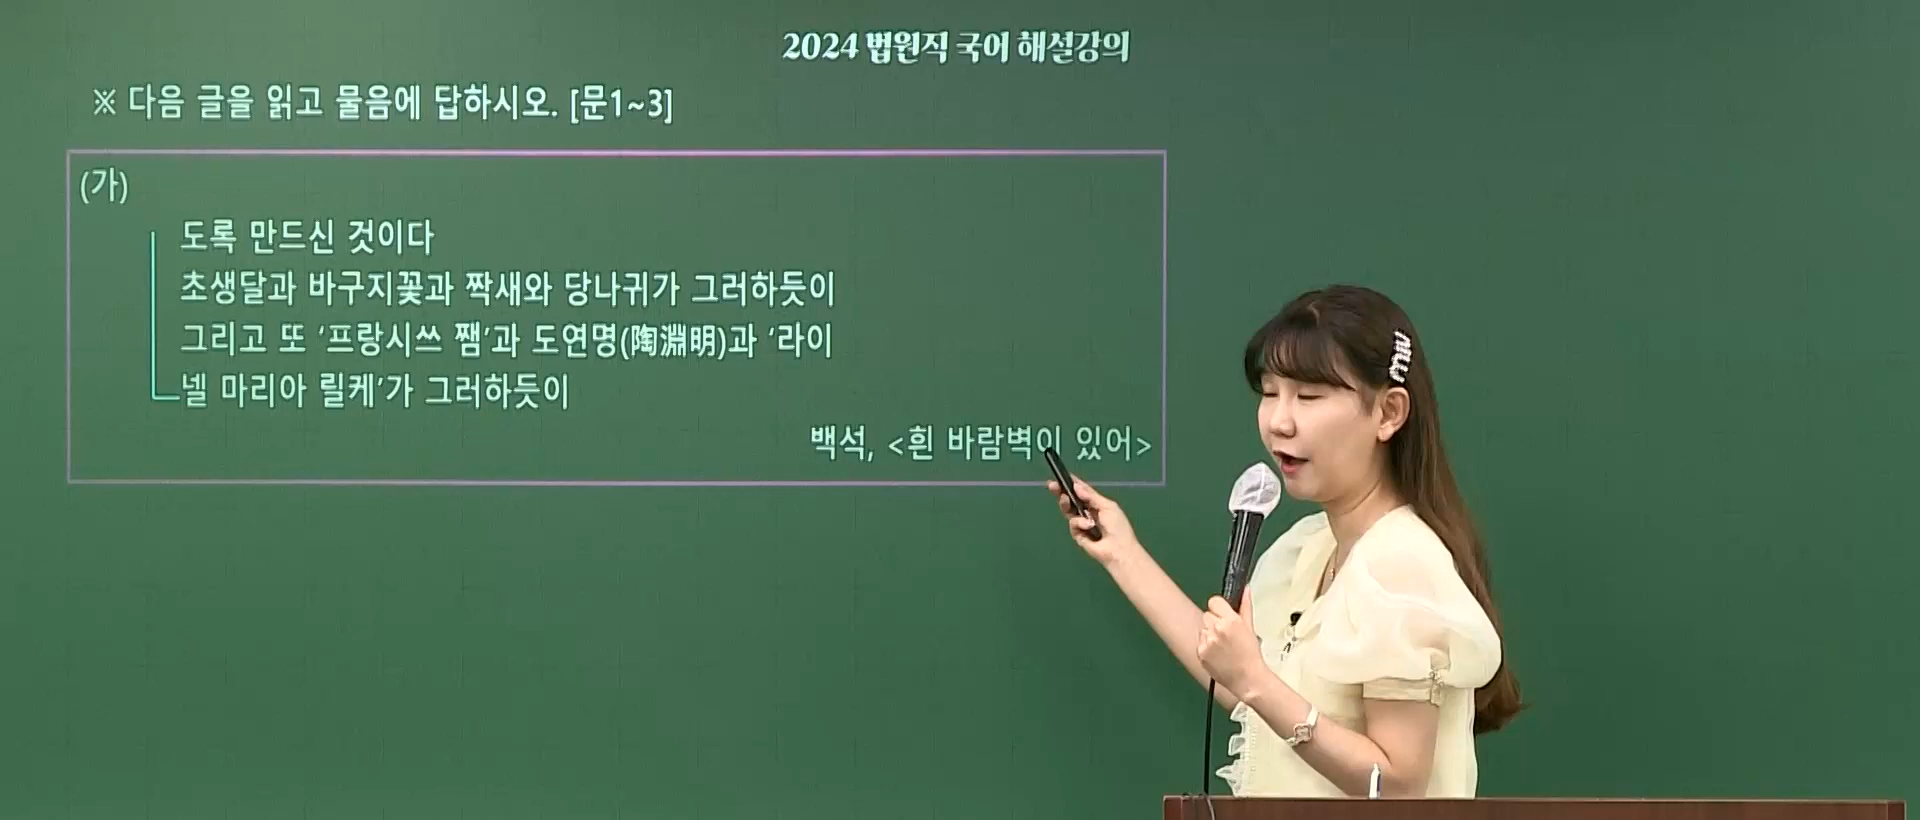 2024 법원직 국어 해설강의
※ 다음 글을 읽고 물음에 답하시오. [문1~3]
(가)
도록 만드신 것이다
초생달과 바구지꽃과 짝새와 당나귀가 그러하듯이
그리고 또 ‘프랑시쓰 쨈’과 도연명(陶淵明)과 ‘라이
넬 마리아 릴케’가 그러하듯이
백석, <흰 바람벽이 있어>